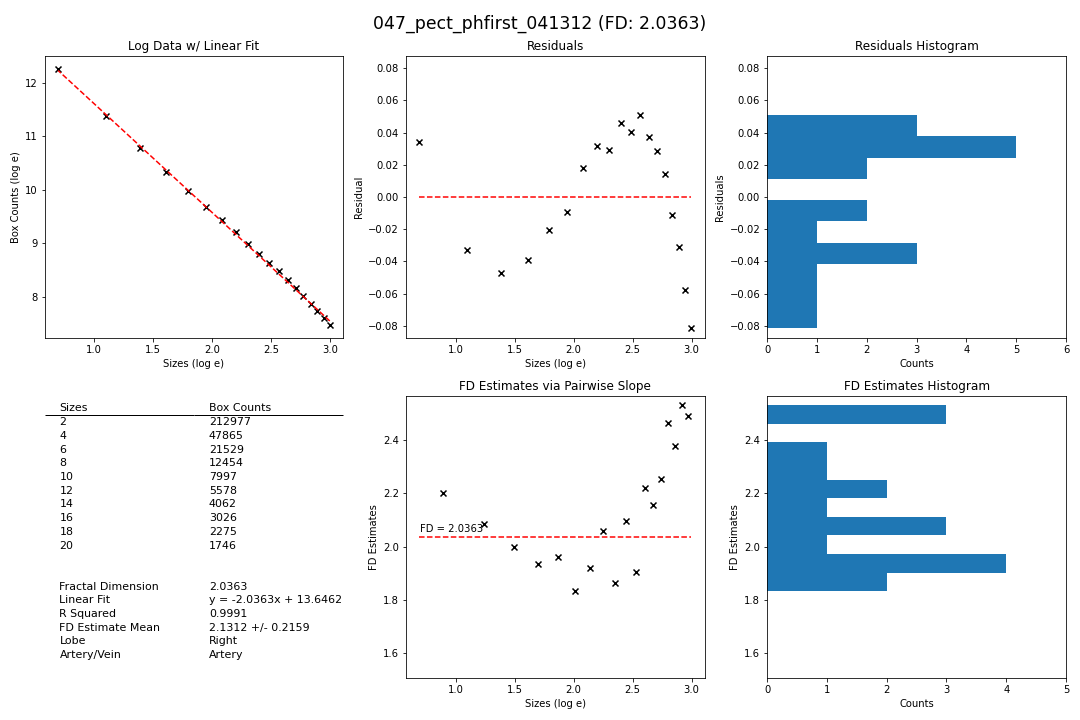 047_pect_phfirst_041312 (FD: 2.0363)
Log Data w/ Linear Fit
12
11
10
9
8
1.0 1.5 2.0 2.5 3.0
Box Counts (log e)
Sizes (log e)
Residuals
0.08
0.06
0.04
0.02
0.00
−0.02
−0.04
−0.06
−0.08
1.0 1.5 2.0 2.5 3.0
Residual
Sizes (log e)
Residuals Histogram
0.08
0.06
0.04
0.02
0.00
−0.02
−0.04
−0.06
−0.08
0 1 2 3 4 5 6
Residuals
Counts
Sizes Box Counts
2 212977
4 47865
6 21529
8 12454
10 7997
12 5578
14 4062
16 3026
18 2275
20 1746
Fractal Dimension 2.0363
Linear Fit y = -2.0363x + 13.6462
R Squared 0.9991
FD Estimate Mean 2.1312 +/- 0.2159
Lobe Right
Artery/Vein Artery
FD Estimates via Pairwise Slope
2.4
2.2
2.0
1.8
1.6
FD = 2.0363
1.0 1.5 2.0 2.5 3.0
FD Estimates
Sizes (log e)
FD Estimates Histogram
2.4
2.2
2.0
1.8
1.6
0 1 2 3 4 5
FD Estimates
Counts